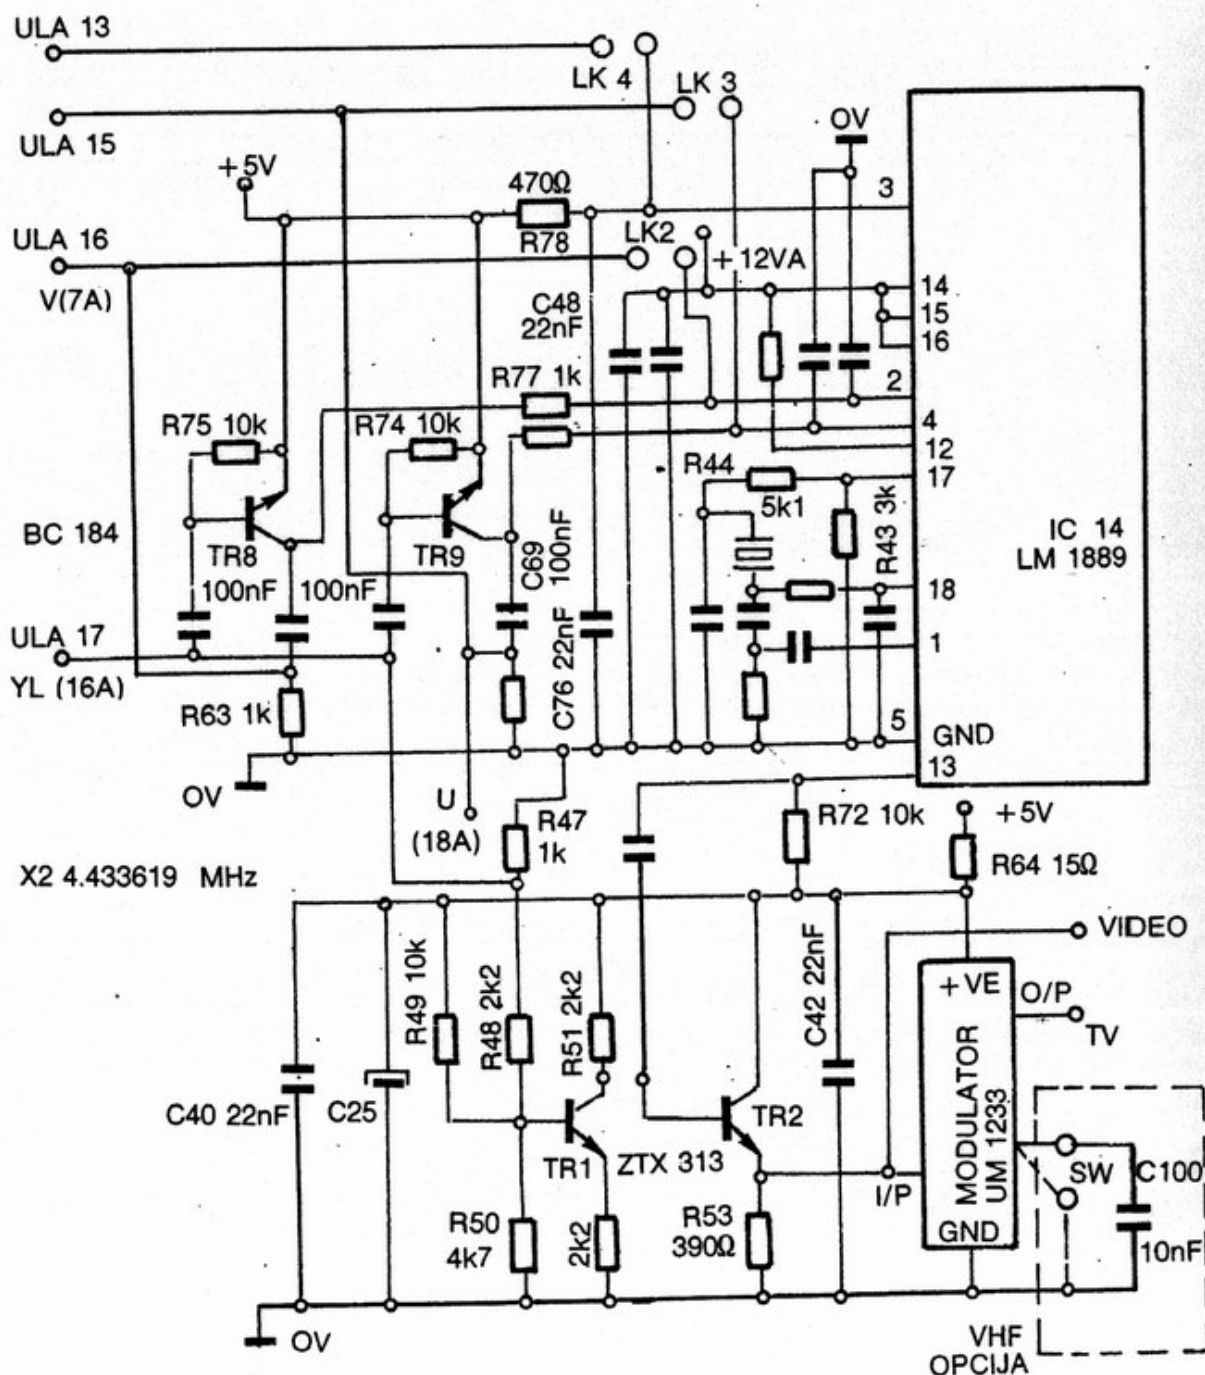 ULA 13
LK 4
LK 3
ULA 15
OV
+5V
470Ω
3
R78
ULA 16
LK2
+12VA
V(7A)
14
C48
22nF
15
16
R77 1k
2
R75 10k
R74 10k
4
12
R44
17
5k1
R43 3k
IC 14
LM 1889
BC 184
TR8
TR9
C69
100nF
100nF
100nF
18
ULA 17
1
YL (16A)
C76 22nF
R63 1k
5
GND
13
OV
U
(18A)
R47
1k
R72 10k
+5V
R64 15Ω
X2 4.433619 MHz
VIDEO
R49 10k
R48 2k2
R51 2k2
C42 22nF
+VE
O/P
TV
MODULATOR
UM 1233
C40 22nF
C25
TR1
ZTX 313
TR2
I/P
SW
C100
R50
4k7
2k2
R53
390Ω
GND
10nF
OV
VHF
OPCIJA